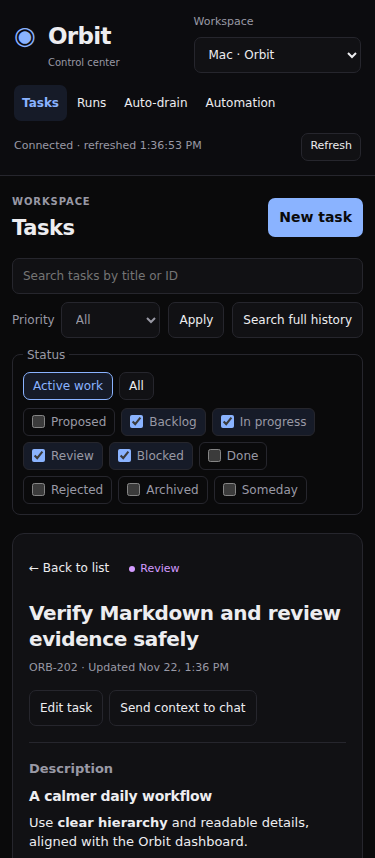 Orbit
Control center
Workspace
Mac · Orbit
Tasks Runs Auto-drain Automation
Connected · refreshed 1:36:53 PM
Refresh
WORKSPACE
Tasks
New task
Search tasks by title or ID
Priority All Apply Search full history
Status
Active work All
Proposed Backlog In progress
Review Blocked Done
Rejected Archived Someday
← Back to list Review
Verify Markdown and review
evidence safely
ORB-202 · Updated Nov 22, 1:36 PM
Edit task Send context to chat
Description
A calmer daily workflow
Use clear hierarchy and readable details,
aligned with the Orbit dashboard.